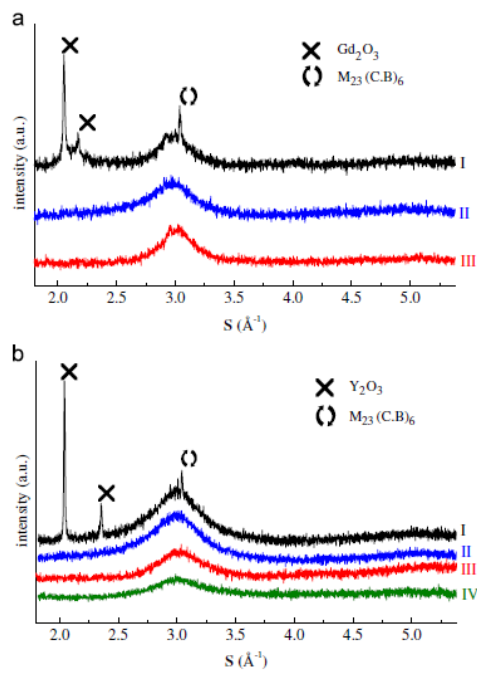 a
Gd₂O₃
M₂₃(C.B)₆
intensity (a.u.)
I
II
III
2.0 2.5 3.0 3.5 4.0 4.5 5.0
S (Å⁻¹)
b
Y₂O₃
M₂₃(C.B)₆
intensity (a.u.)
I
II
III
IV
2.0 2.5 3.0 3.5 4.0 4.5 5.0
S (Å⁻¹)